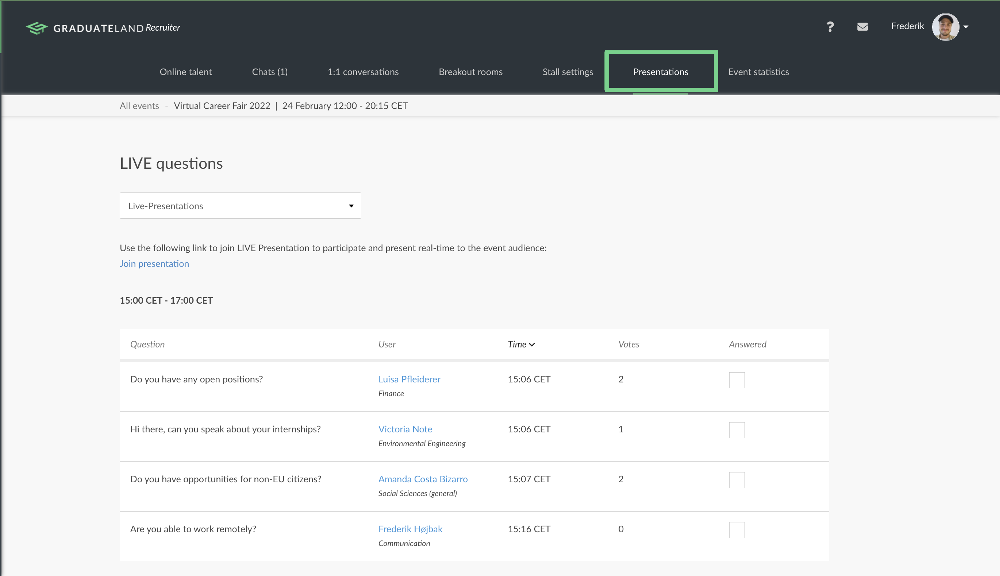 GRADUATELAND Recruiter
? Frederik
Online talent Chats (1) 1:1 conversations Breakout rooms Stall settings Presentations Event statistics
All events - Virtual Career Fair 2022 | 24 February 12:00 - 20:15 CET
LIVE questions
Live-Presentations
Use the following link to join LIVE Presentation to participate and present real-time to the event audience:
Join presentation
15:00 CET - 17:00 CET
Question User Time Votes Answered
Do you have any open positions? Luisa Pfleiderer 15:06 CET 2
Finance
Hi there, can you speak about your internships? Victoria Note 15:06 CET 1
Environmental Engineering
Do you have opportunities for non-EU citizens? Amanda Costa Bizarro 15:07 CET 2
Social Sciences (general)
Are you able to work remotely? Frederik Højbak 15:16 CET 0
Communication